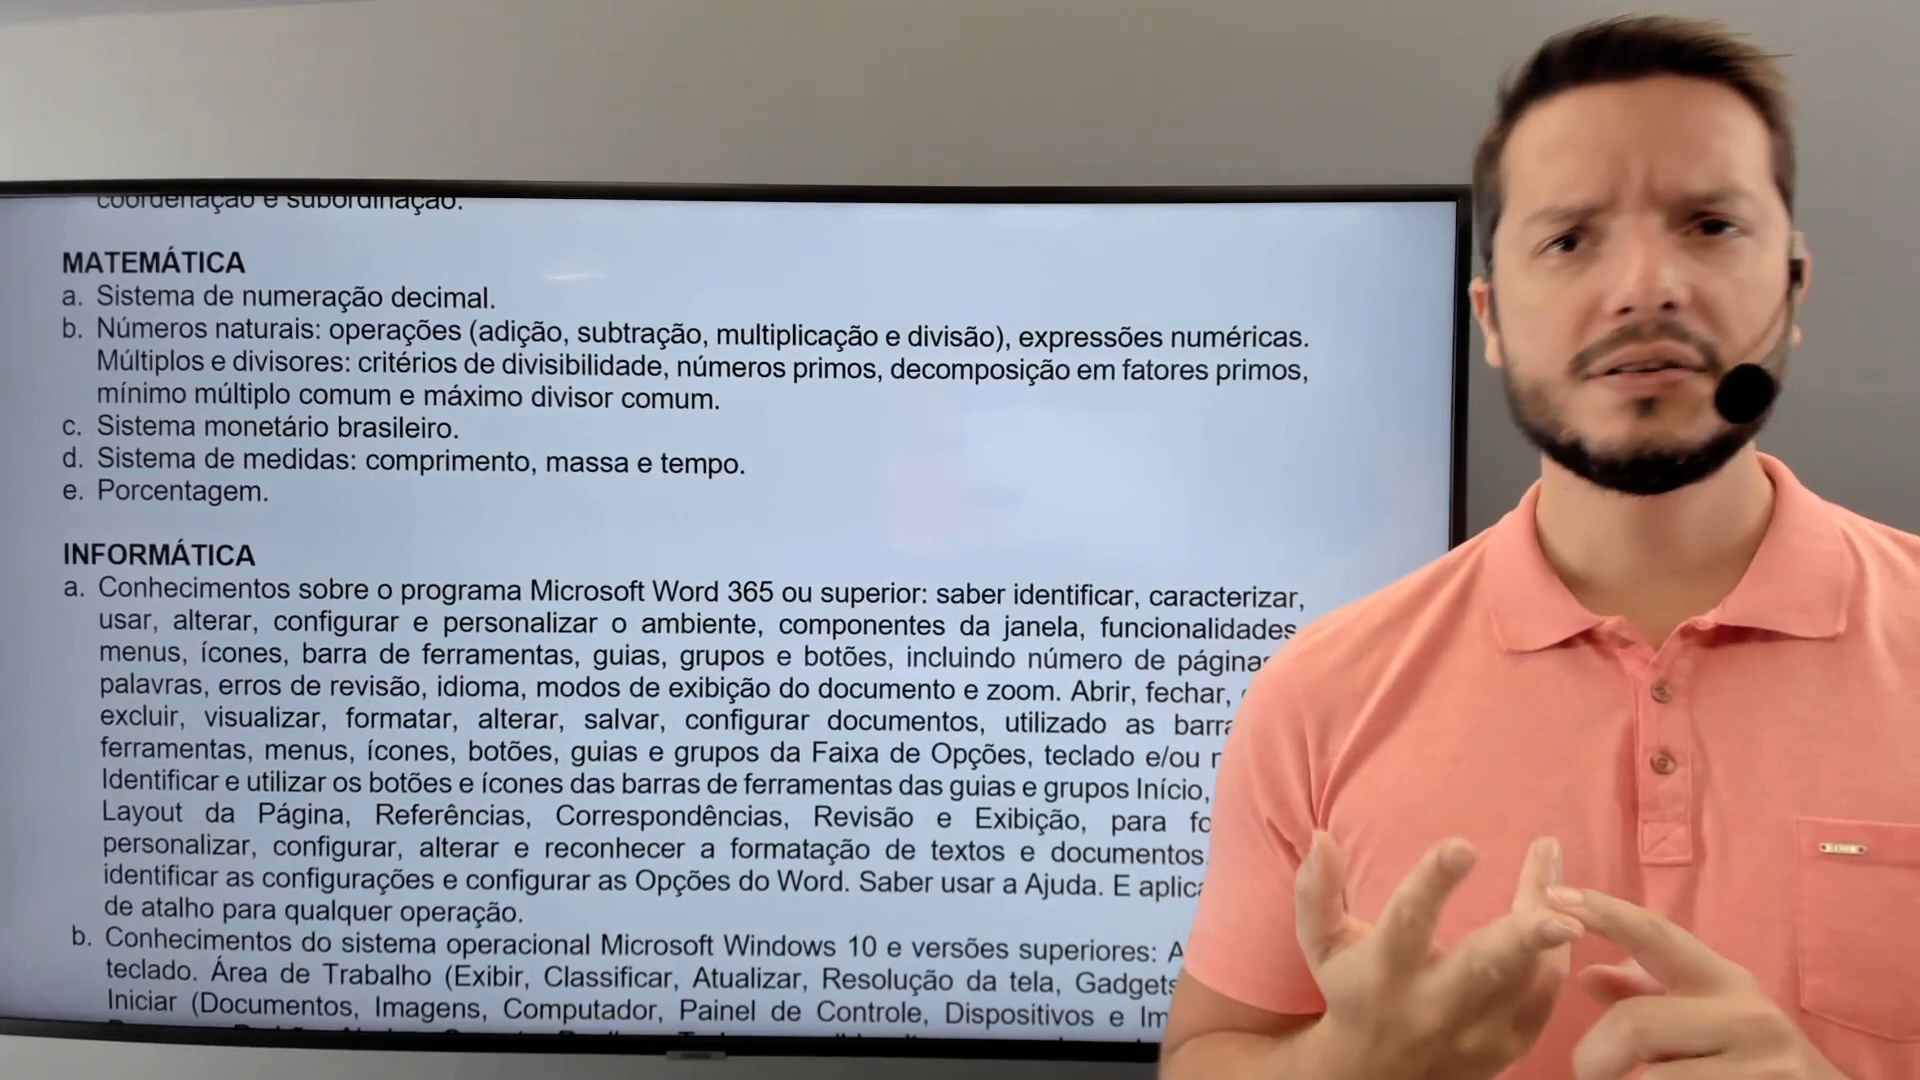 coordenação e subordinação.
MATEMÁTICA
a. Sistema de numeração decimal.
b. Números naturais: operações (adição, subtração, multiplicação e divisão), expressões numéricas.
Múltiplos e divisores: critérios de divisibilidade, números primos, decomposição em fatores primos,
mínimo múltiplo comum e máximo divisor comum.
c. Sistema monetário brasileiro.
d. Sistema de medidas: comprimento, massa e tempo.
e. Porcentagem.
INFORMÁTICA
a. Conhecimentos sobre o programa Microsoft Word 365 ou superior: saber identificar, caracterizar,
usar, alterar, configurar e personalizar o ambiente, componentes da janela, funcionalidades
menus, ícones, barra de ferramentas, guias, grupos e botões, incluindo número de páginas
palavras, erros de revisão, idioma, modos de exibição do documento e zoom. Abrir, fechar,
excluir, visualizar, formatar, alterar, salvar, configurar documentos, utilizado as barra
ferramentas, menus, ícones, botões, guias e grupos da Faixa de Opções, teclado e/ou
Identificar e utilizar os botões e ícones das barras de ferramentas das guias e grupos Início,
Layout da Página, Referências, Correspondências, Revisão e Exibição, para fo
personalizar, configurar, alterar e reconhecer a formatação de textos e documentos.
identificar as configurações e configurar as Opções do Word. Saber usar a Ajuda. E aplica
de atalho para qualquer operação.
b. Conhecimentos do sistema operacional Microsoft Windows 10 e versões superiores: A
teclado. Área de Trabalho (Exibir, Classificar, Atualizar, Resolução da tela, Gadgets
Iniciar (Documentos, Imagens, Computador, Painel de Controle, Dispositivos e Im